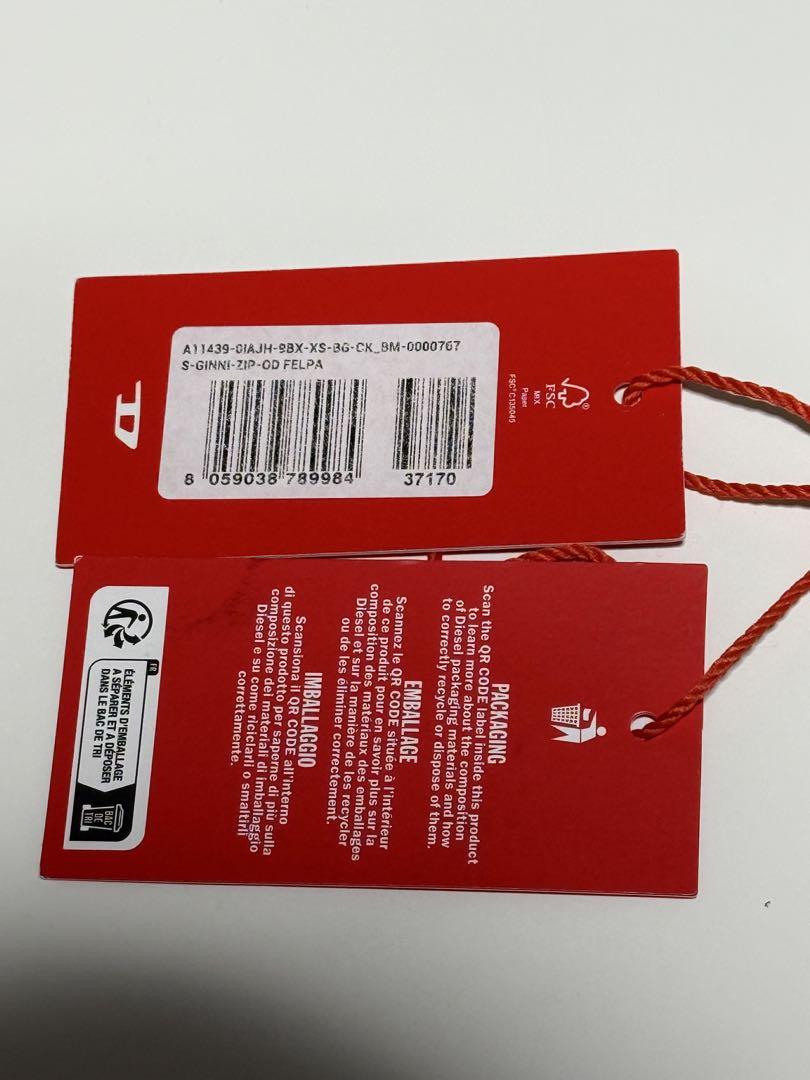 A11439-0IAJH-9BX-XS-BG-CK_BM-0000767
S-GINNI-ZIP-OD FELPA
8 059038 789984
37170
FSC
MIX
Paper
FSC® C135045
PACKAGING
Scan the QR CODE label inside this product
to learn more about the composition
of Diesel packaging materials and how
to correctly recycle or dispose of them.
EMBALLAGE
Scannez le QR CODE située à l'intérieur
de ce produit pour en savoir plus sur la
composition des matériaux des emballages
Diesel et sur la manière de les recycler
ou de les éliminer correctement.
IMBALLAGGIO
Scansiona il QR CODE all'interno
di questo prodotto per saperne di più sulla
composizione dei materiali di imballaggio
Diesel e su come riciclarli o smaltirli
correttamente.
FR
ÉLÉMENTS D'EMBALLAGE
À SÉPARER ET À DÉPOSER
DANS LE BAC DE TRI
BAC
DE
TRI